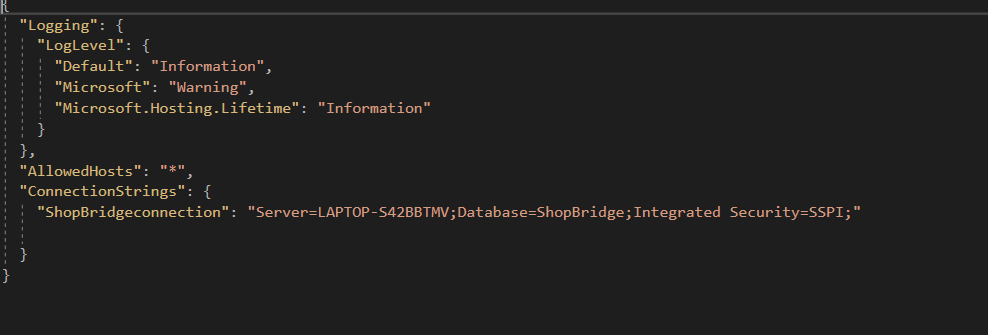 {
"Logging": {
"LogLevel": {
"Default": "Information",
"Microsoft": "Warning",
"Microsoft.Hosting.Lifetime": "Information"
}
},
"AllowedHosts": "*",
"ConnectionStrings": {
"ShopBridgeconnection": "Server=LAPTOP-S42BBTMV;Database=ShopBridge;Integrated Security=SSPI;"
}
}